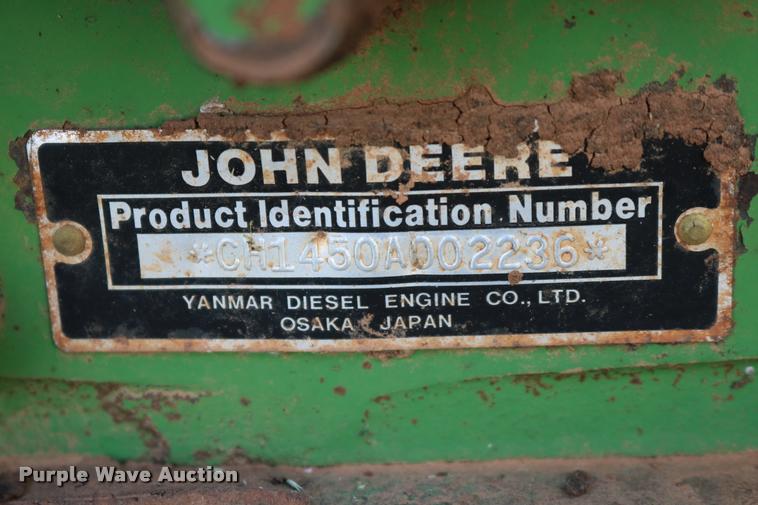 JOHN DEERE
Product Identification Number
*CH1450A002236*
YANMAR DIESEL ENGINE CO., LTD.
OSAKA JAPAN
Purple Wave Auction